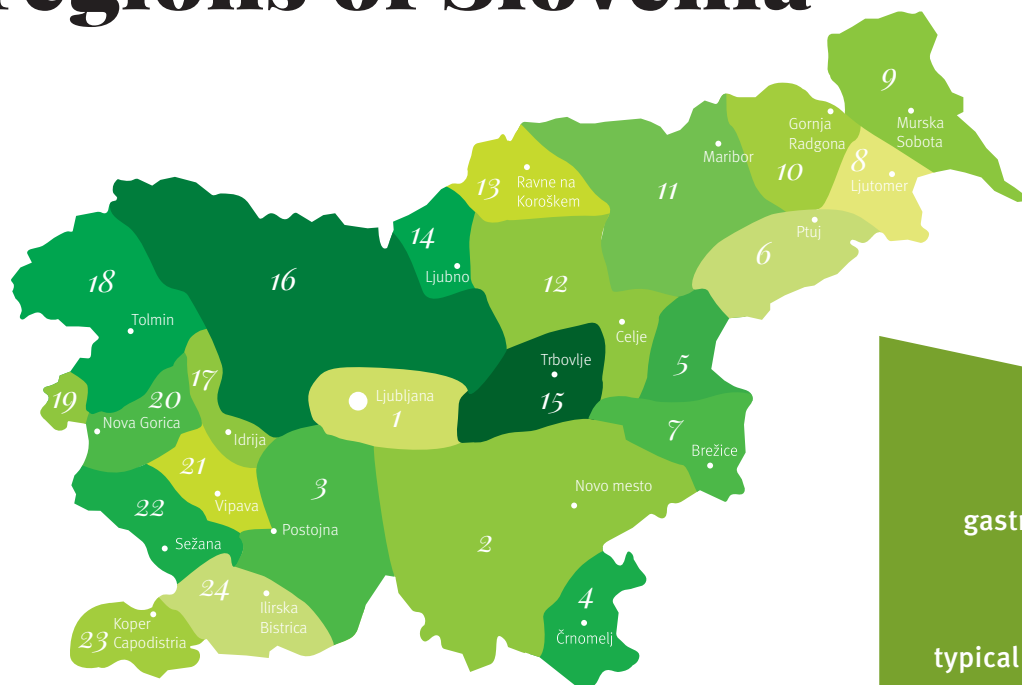 regions of Slovenia
9
Murska
Sobota
Gornja
Radgona
10
8
Ljutomer
Maribor
11
13
Ravne na
Koroškem
Ptuj
6
14
Ljubno
12
16
18
Tolmin
Celje
5
Trbovlje
15
17
19
20
Nova Gorica
Ljubljana
1
Idrija
7
Brežice
21
Vipava
3
Postojna
Novo mesto
2
22
Sežana
24
Ilirska
Bistrica
4
Črnomelj
23
Koper
Capodistria
gastr
typical